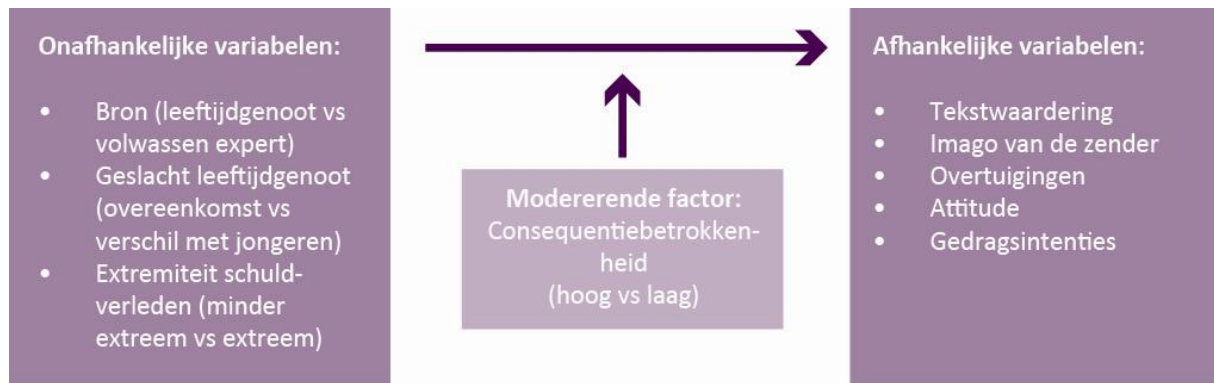 Onafhankelijke variabelen:
• Bron (leeftijdgenoot vs
volwassen expert)
• Geslacht leeftijdgenoot
(overeenkomst vs
verschil met jongeren)
• Extremiteit schuld-
verleden (minder
extreem vs extreem)
Modererende factor:
Consequentiebetrokken-
heid
(hoog vs laag)
Afhankelijke variabelen:
• Tekstwaardering
• Imago van de zender
• Overtuigingen
• Attitude
• Gedragsintenties